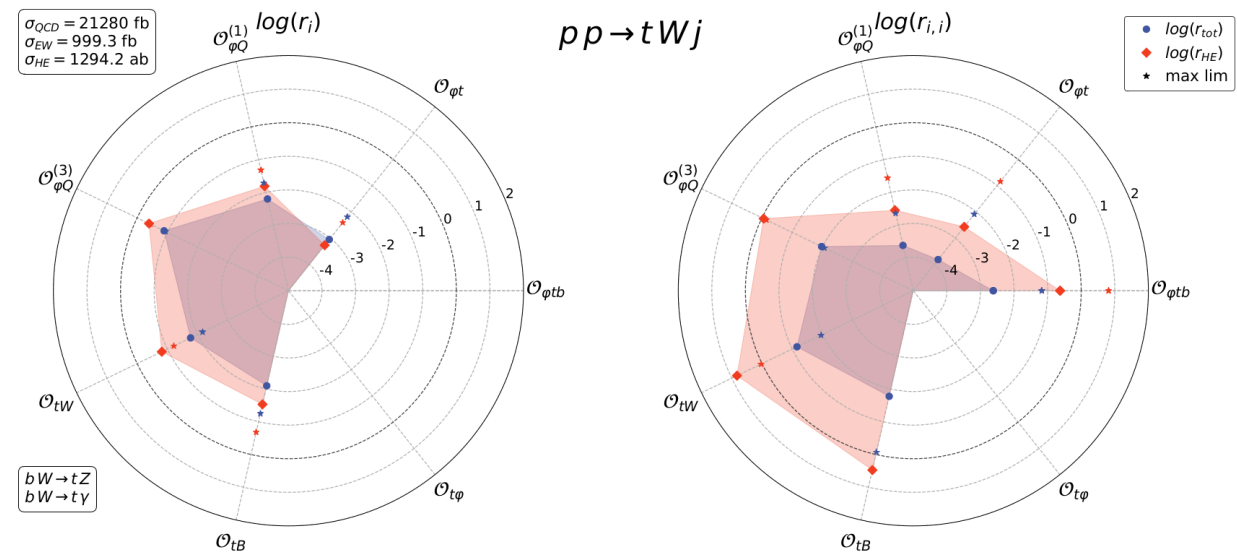 σ_QCD = 21280 fb
σ_EW = 999.3 fb
σ_HE = 1294.2 ab
log(r_i)
p p → t W j
log(r_{i,i})
log(r_tot)
log(r_HE)
max lim
𝒪_φQ^(1)
𝒪_φt
𝒪_φQ^(3)
2
1
0
-1
-2
-3
-4
𝒪_φtb
𝒪_tW
𝒪_tB
𝒪_tφ
𝒪_φQ^(1)
𝒪_φt
𝒪_φQ^(3)
2
1
0
-1
-2
-3
-4
𝒪_φtb
𝒪_tW
𝒪_tB
𝒪_tφ
b W → t Z
b W → t γ